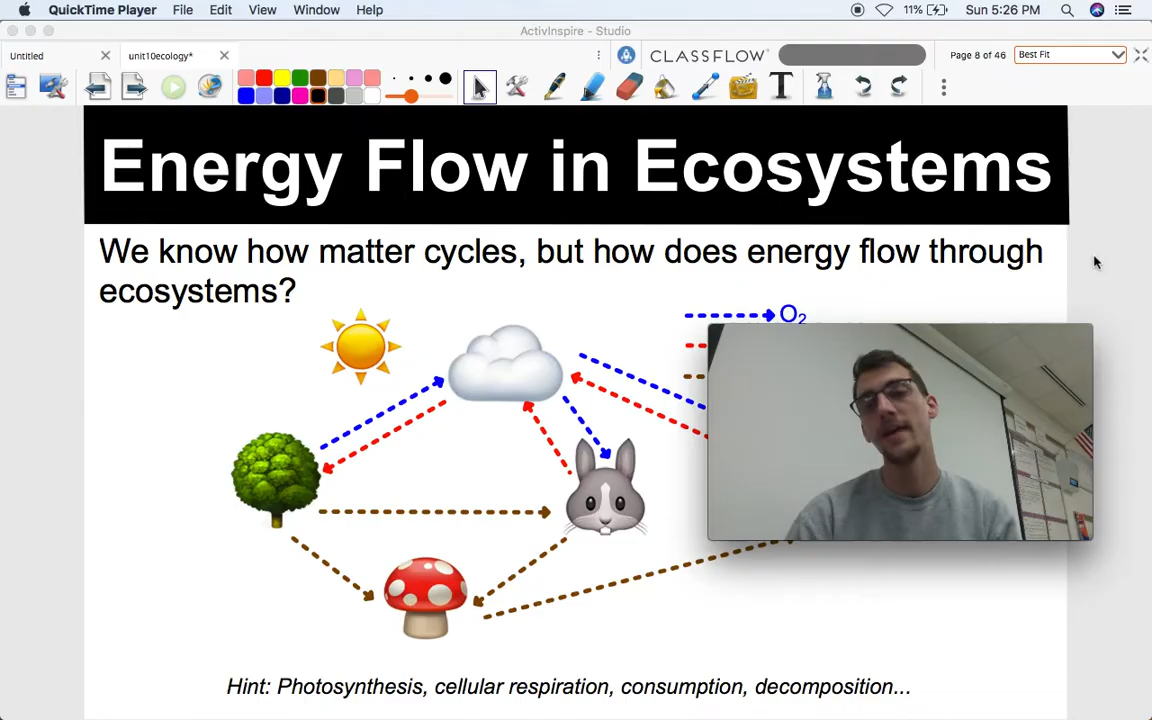 QuickTime Player File Edit View Window Help 11% Sun 5:26 PM
ActivInspire - Studio
Untitled unit10ecology* CLASSFLOW Page 8 of 46 Best Fit
T
Energy Flow in Ecosystems
We know how matter cycles, but how does energy flow through
ecosystems?
O₂
Hint: Photosynthesis, cellular respiration, consumption, decomposition...